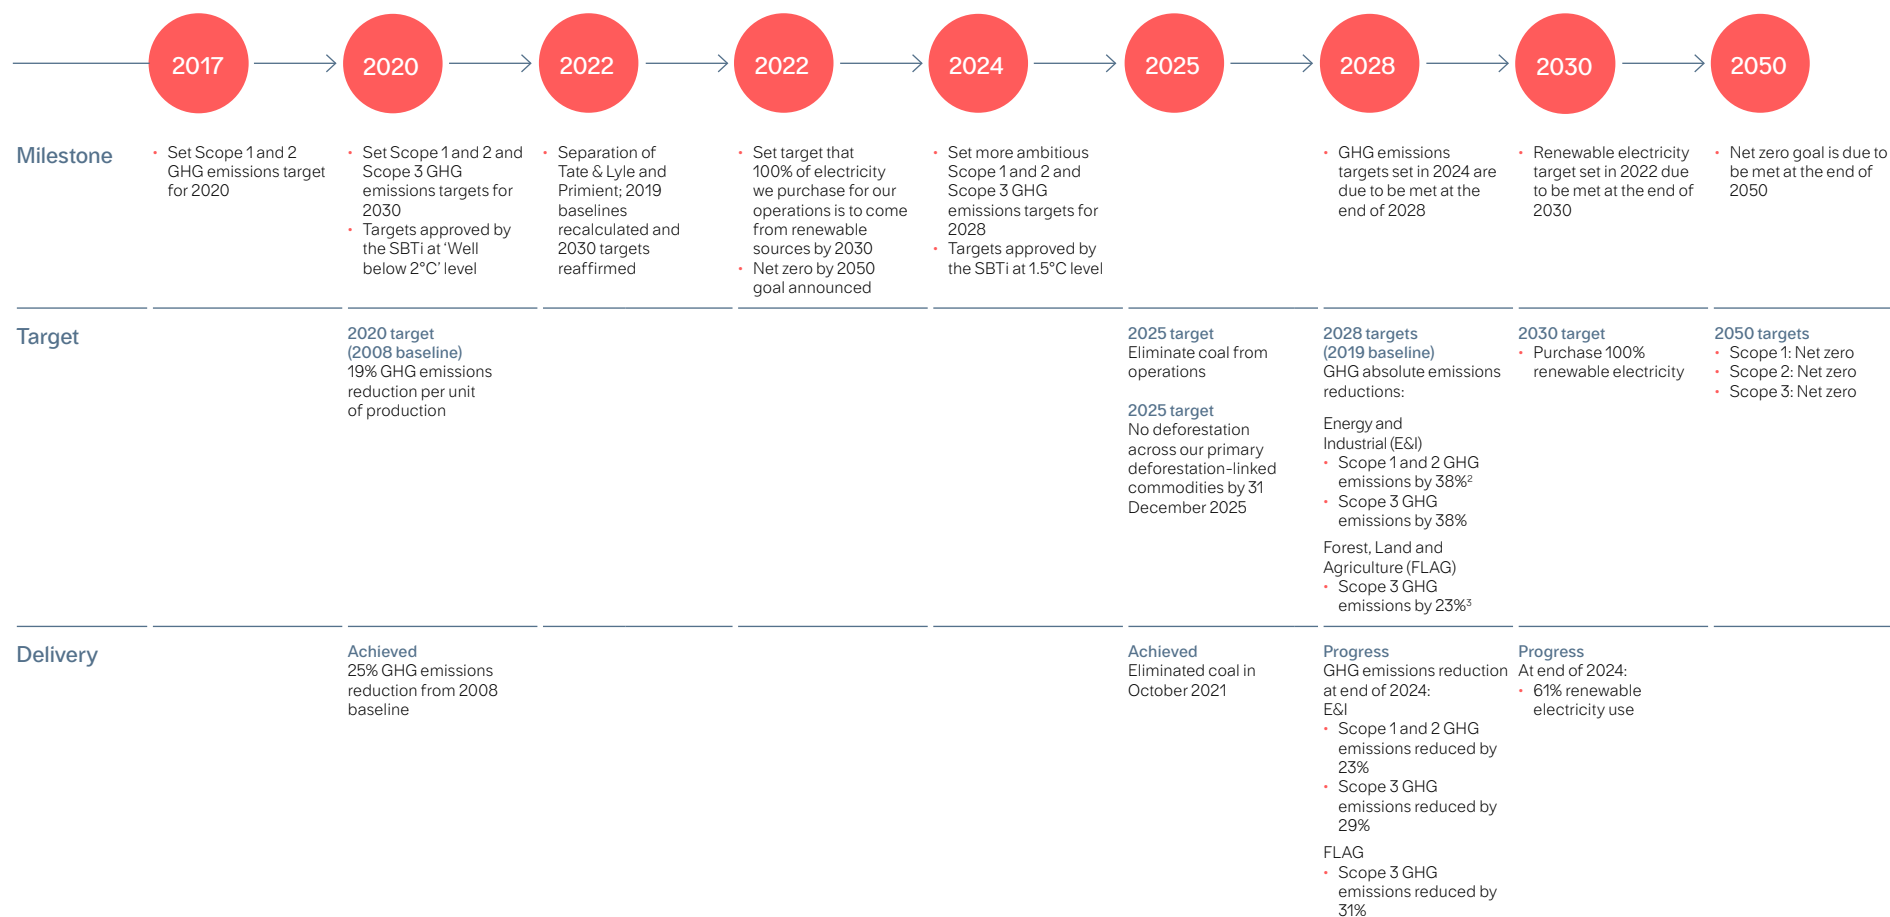 2017
2020
2022
2022
2024
2025
2028
2030
2050
Milestone
• Set Scope 1 and 2
GHG emissions target
for 2020
• Set Scope 1 and 2 and
Scope 3 GHG
emissions targets for
2030
• Targets approved by
the SBTi at ‘Well
below 2°C’ level
• Separation of
Tate & Lyle and
Primient; 2019
baselines
recalculated and
2030 targets
reaffirmed
• Set target that
100% of electricity
we purchase for our
operations is to come
from renewable
sources by 2030
• Net zero by 2050
goal announced
• Set more ambitious
Scope 1 and 2 and
Scope 3 GHG
emissions targets for
2028
• Targets approved by
the SBTi at 1.5°C level
• GHG emissions
targets set in 2024 are
due to be met at the
end of 2028
• Renewable electricity
target set in 2022 due
to be met at the end of
2030
• Net zero goal is due to
be met at the end of
2050
Target
2020 target
(2008 baseline)
19% GHG emissions
reduction per unit
of production
2025 target
Eliminate coal from
operations
2025 target
No deforestation
across our primary
deforestation-linked
commodities by 31
December 2025
2028 targets
(2019 baseline)
GHG absolute emissions
reductions:
Energy and
Industrial (E&I)
• Scope 1 and 2 GHG
emissions by 38%²
• Scope 3 GHG
emissions by 38%
Forest, Land and
Agriculture (FLAG)
• Scope 3 GHG
emissions by 23%³
2030 target
• Purchase 100%
renewable electricity
2050 targets
• Scope 1: Net zero
• Scope 2: Net zero
• Scope 3: Net zero
Delivery
Achieved
25% GHG emissions
reduction from 2008
baseline
Achieved
Eliminated coal in
October 2021
Progress
GHG emissions reduction
at end of 2024:
E&I
• Scope 1 and 2 GHG
emissions reduced by
23%
• Scope 3 GHG
emissions reduced by
29%
FLAG
• Scope 3 GHG
emissions reduced by
31%
Progress
At end of 2024:
• 61% renewable
electricity use